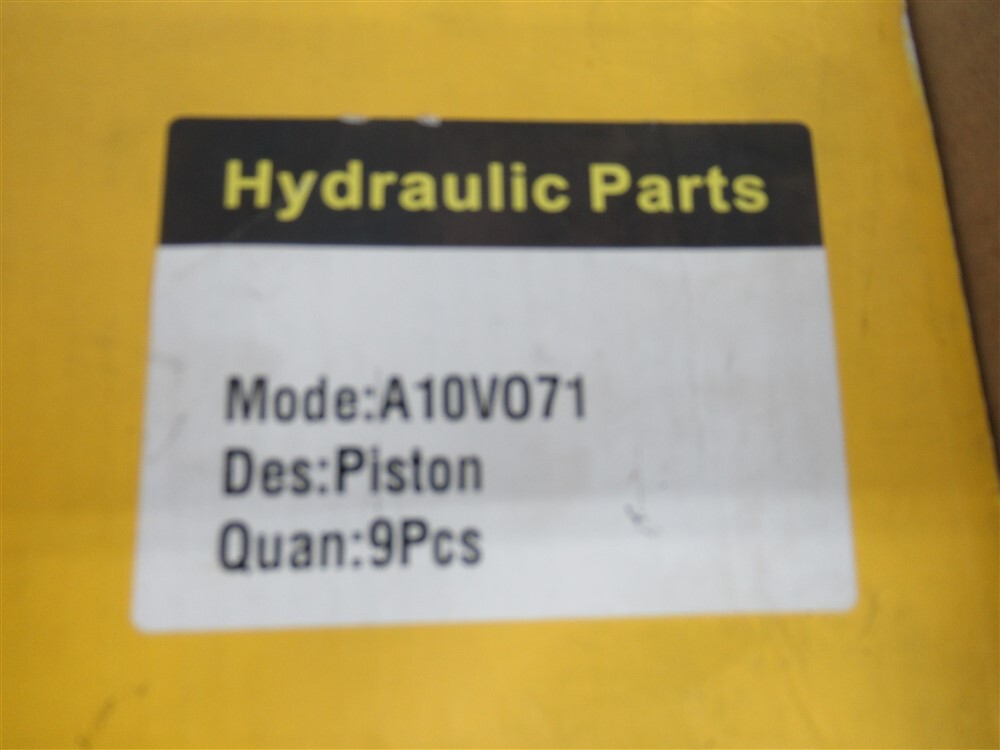 Hydraulic Parts
Mode:A10VO71
Des:Piston
Quan:9Pcs